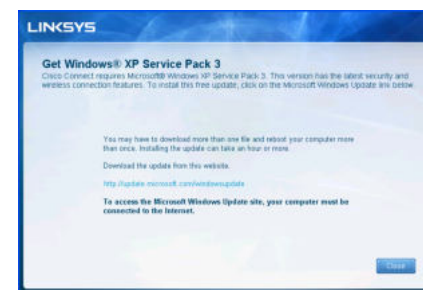 LINKSYS
Get Windows® XP Service Pack 3
Cisco Connect requires Microsoft® Windows XP Service Pack 3. This version has the latest security and
wireless connection features. To install this free update, click on the Microsoft Windows Update link below.
You may have to download more than one file and reboot your computer more
than once. Installing the update can take an hour or more.
Download the update from this website.
http://update.microsoft.com/windowsupdate
To access the Microsoft Windows Update site, your computer must be
connected to the Internet.
Close